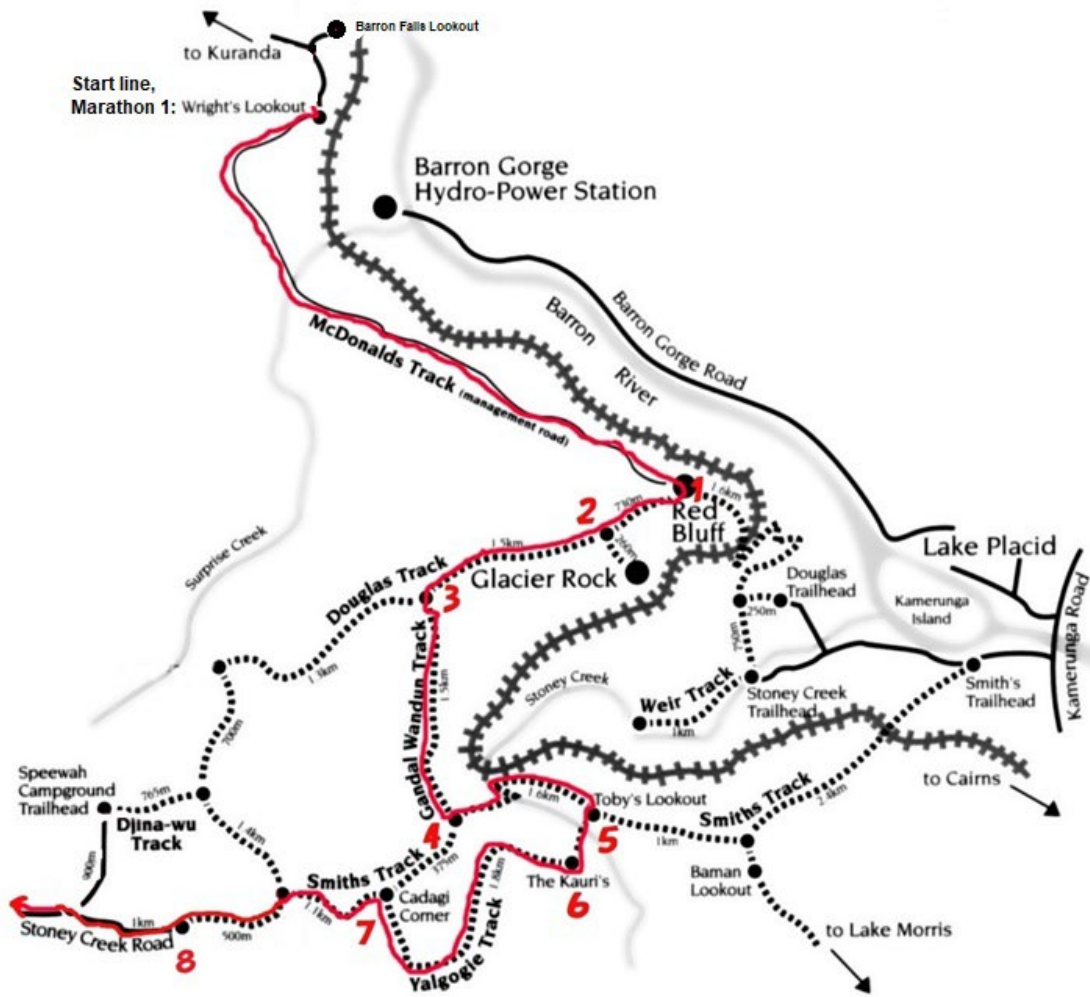 Barron Falls Lookout
to Kuranda
Start line,
Marathon 1: Wright's Lookout
Barron Gorge
Hydro-Power Station
Barron
River
Barron Gorge Road
McDonalds Track (management road)
1
1.6km
730m
2
Red
Bluff
260m
1.5km
Glacier Rock
Lake Placid
Surprise Creek
Douglas Track
3
Douglas
Trailhead
250m
Kamerunga
Island
Kamerunga Road
750m
1.3km
Gandal Wandun Track
1.5km
Stoney Creek
Weir Track
1km
Stoney Creek
Trailhead
Smith's
Trailhead
700m
to Cairns
Speewah
Campground
Trailhead
765m
Djina-wu
Track
1.6km
Toby's Lookout
Smiths Track
2.4km
4
5
1km
1.4km
900m
375m
Smiths Track
1.8km
The Kauri's
6
Baman
Lookout
Cadagi
Corner
1.1km
7
Yalgogie Track
1km
Stoney Creek Road
500m
8
to Lake Morris